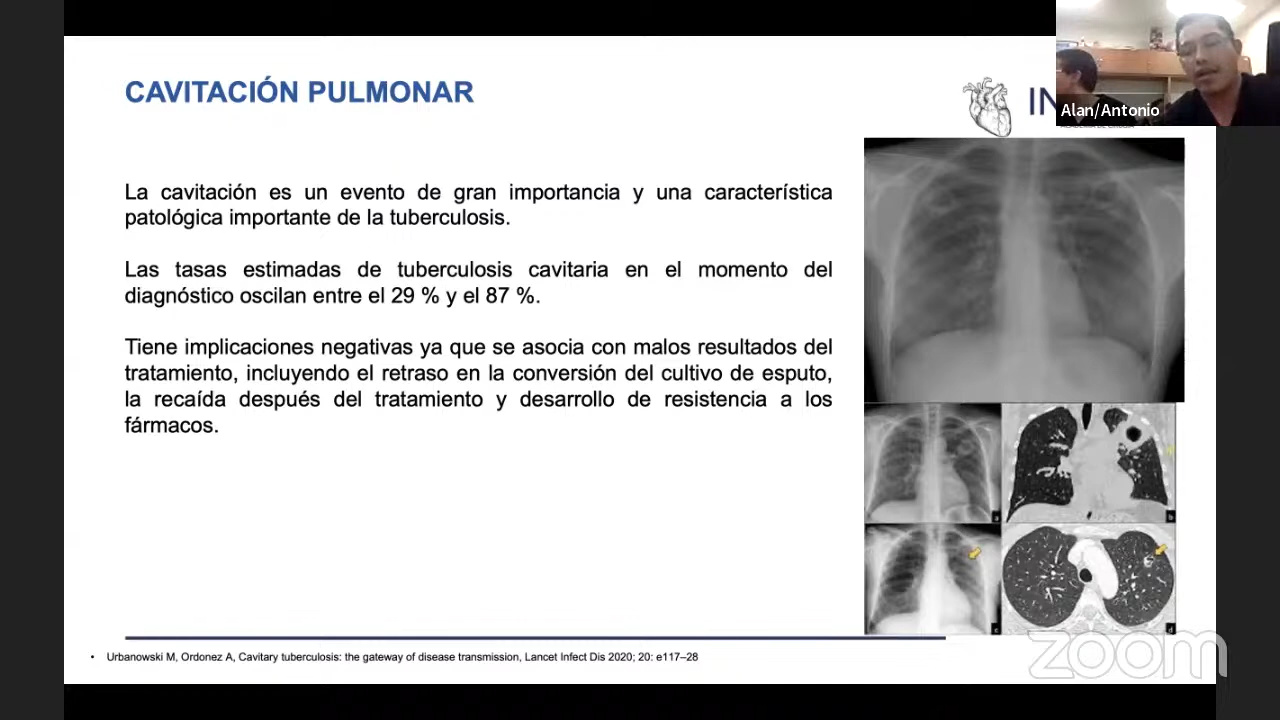 CAVITACIÓN PULMONAR
Alan/Antonio
La cavitación es un evento de gran importancia y una característica
patológica importante de la tuberculosis.
Las tasas estimadas de tuberculosis cavitaria en el momento del
diagnóstico oscilan entre el 29 % y el 87 %.
Tiene implicaciones negativas ya que se asocia con malos resultados del
tratamiento, incluyendo el retraso en la conversión del cultivo de esputo,
la recaída después del tratamiento y desarrollo de resistencia a los
fármacos.
a
b
c
d
• Urbanowski M, Ordonez A, Cavitary tuberculosis: the gateway of disease transmission, Lancet Infect Dis 2020; 20: e117–28
zoom